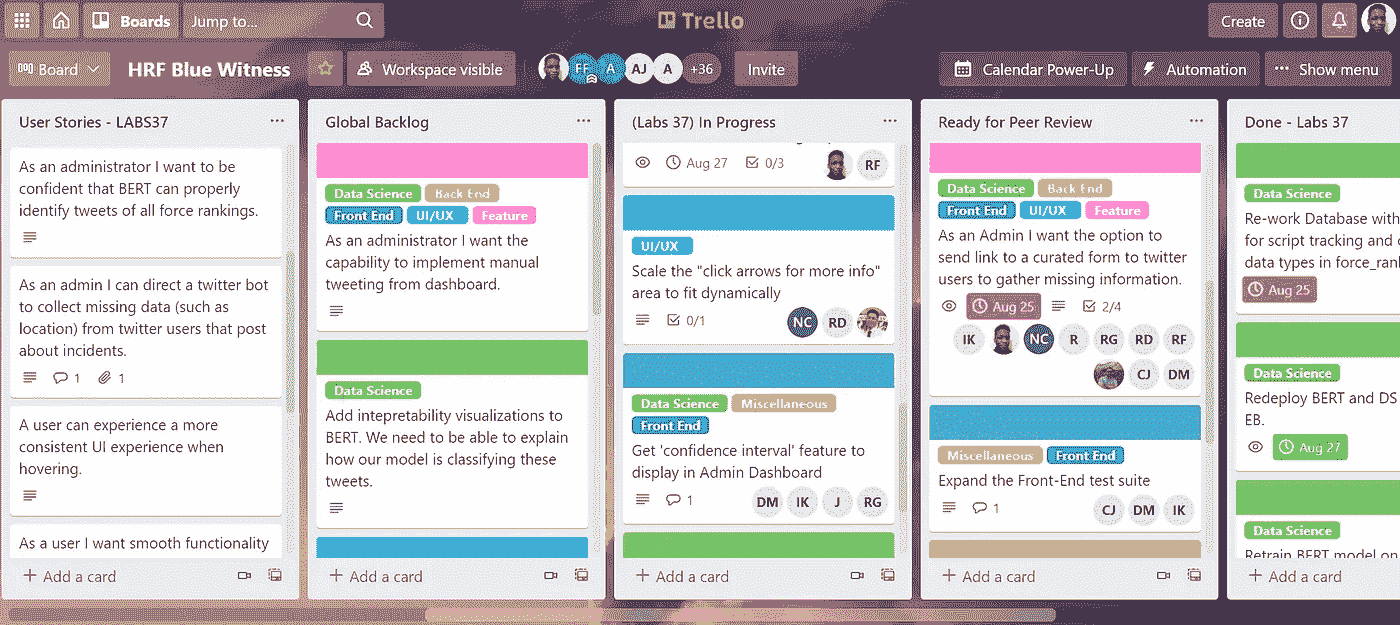 Boards
Jump to...
Trello
Create
Board
HRF Blue Witness
Workspace visible
FF
A
AJ
A
+36
Invite
Calendar Power-Up
Automation
Show menu
User Stories - LABS37
As an administrator I want to be
confident that BERT can properly
identify tweets of all force rankings.
As an admin I can direct a twitter bot
to collect missing data (such as
location) from twitter users that post
about incidents.
1
1
A user can experience a more
consistent UI experience when
hovering.
As a user I want smooth functionality
+ Add a card
Global Backlog
Data Science
Back End
Front End
UI/UX
Feature
As an administrator I want the
capability to implement manual
tweeting from dashboard.
Data Science
Add intepretability visualizations to
BERT. We need to be able to explain
how our model is classifying these
tweets.
+ Add a card
(Labs 37) In Progress
Aug 27
0/3
RF
UI/UX
Scale the "click arrows for more info"
area to fit dynamically
0/1
NC
RD
Data Science
Miscellaneous
Front End
Get 'confidence interval' feature to
display in Admin Dashboard
1
DM
IK
J
RG
+ Add a card
Ready for Peer Review
Data Science
Back End
Front End
UI/UX
Feature
As an Admin I want the option to
send link to a curated form to twitter
users to gather missing information.
Aug 25
2/4
IK
NC
R
RG
RD
RF
CJ
DM
Miscellaneous
Front End
Expand the Front-End test suite
1
CJ
DM
IK
+ Add a card
Done - Labs 37
Data Science
Re-work Database with
for script tracking and
data types in
Aug 25
Data Science
Redeploy BERT and DS
EB.
Aug 27
Data Science
Retrain BERT model on
+ Add a card